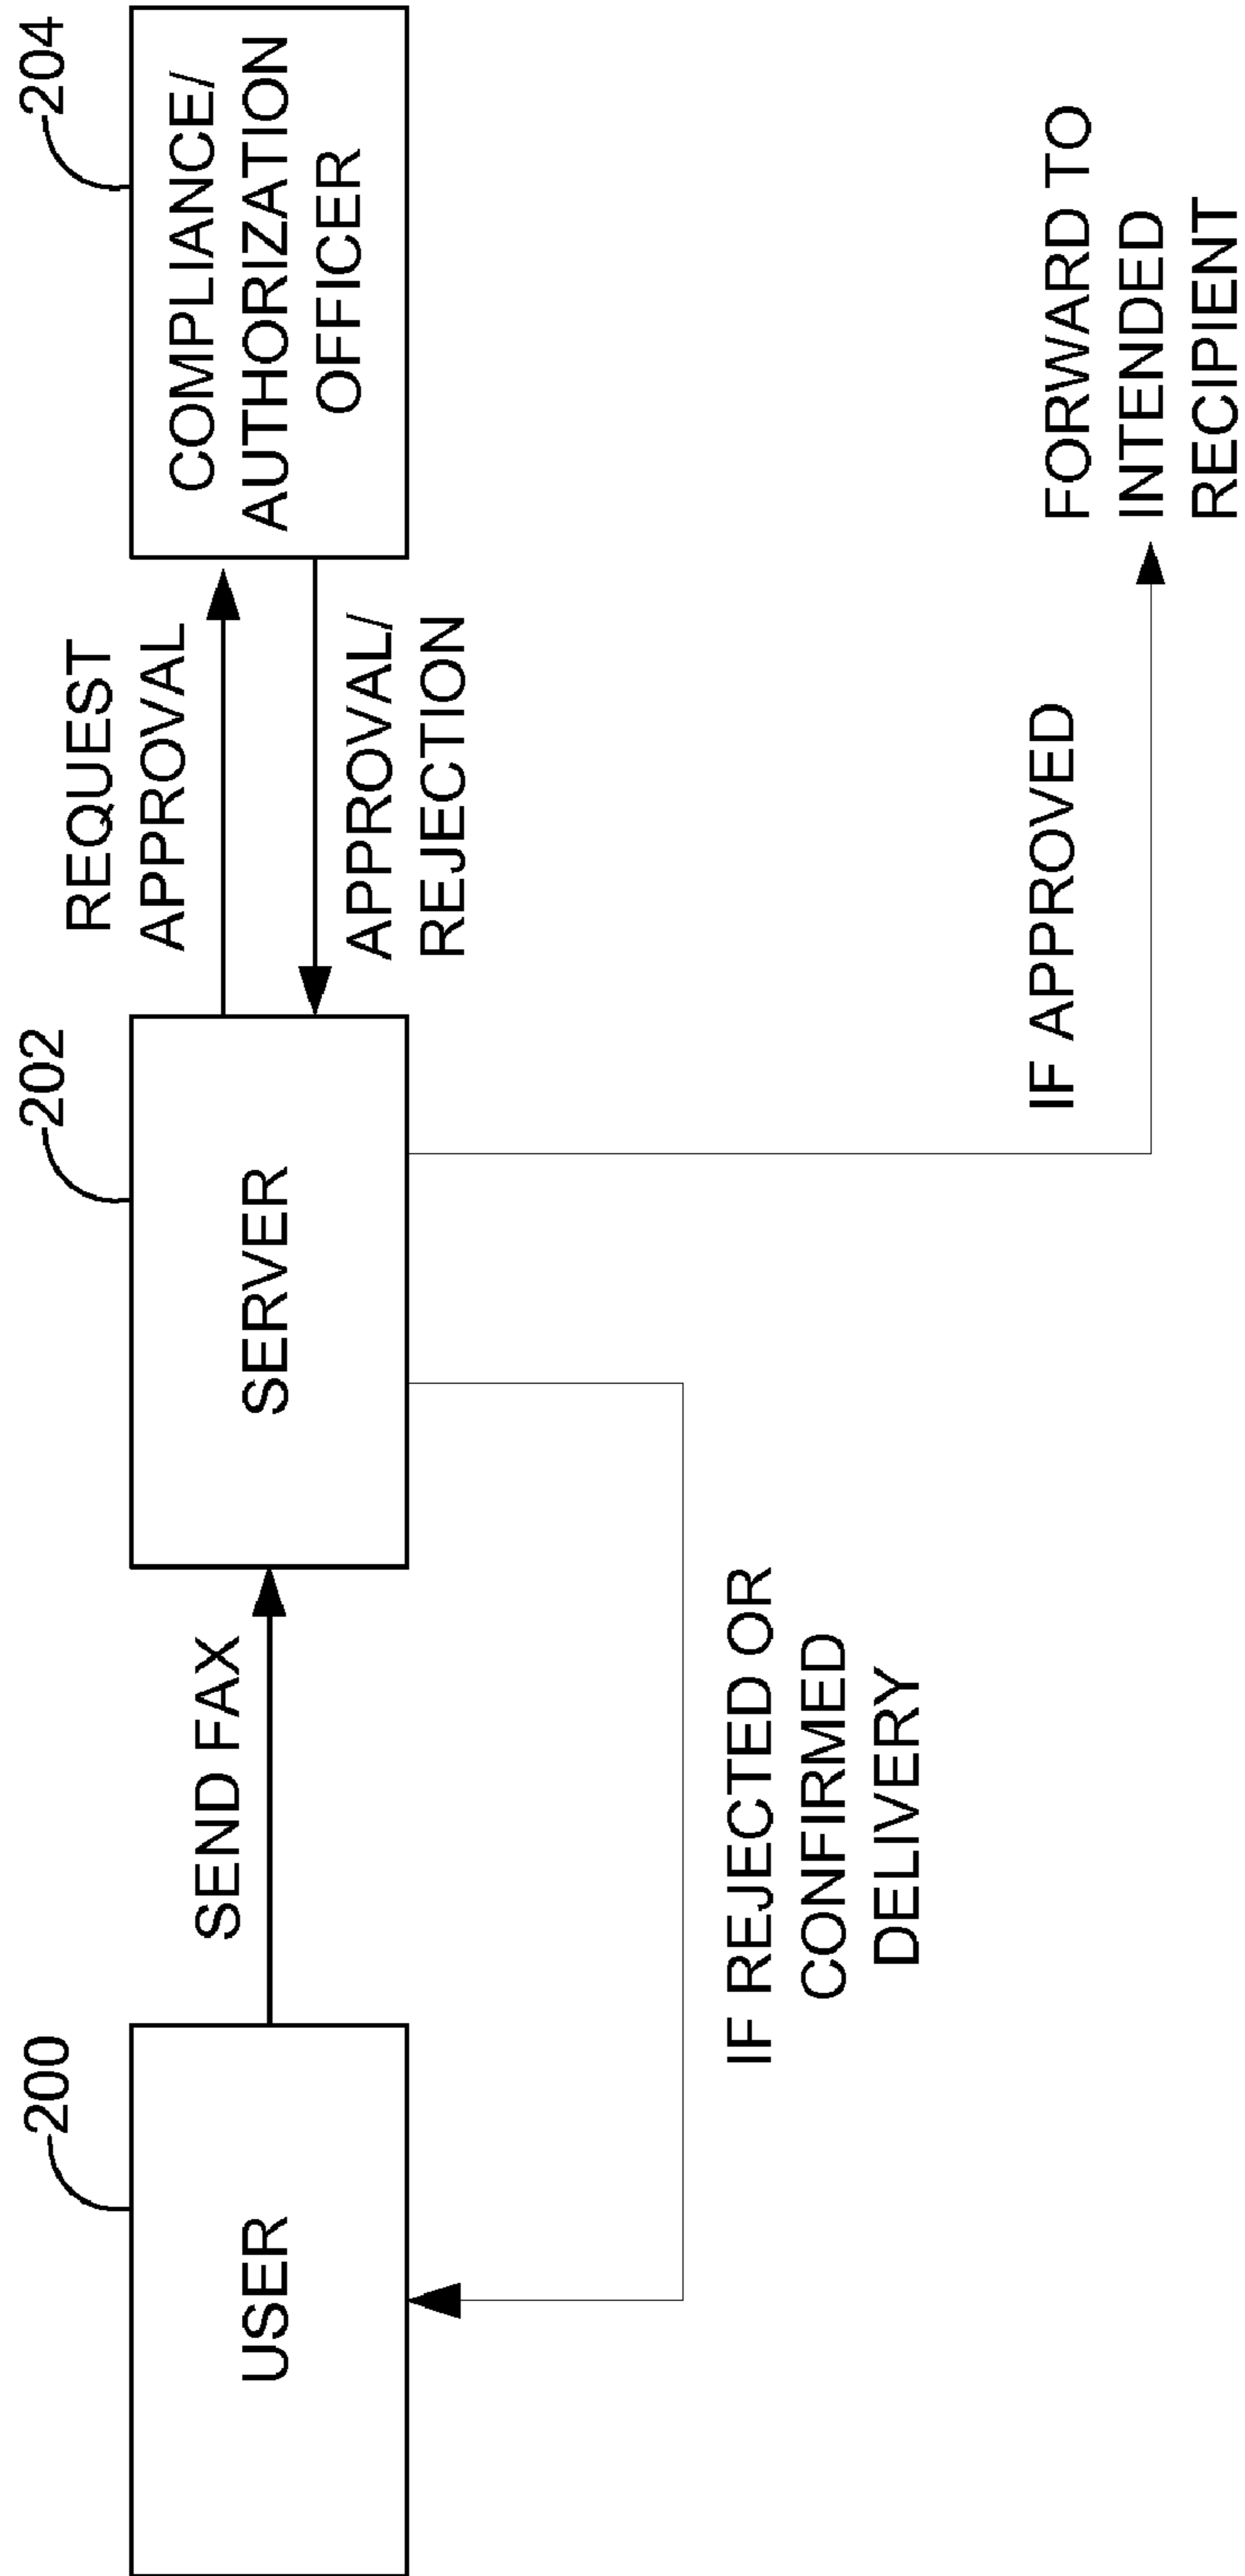 200
202
204
USER
SEND FAX
SERVER
REQUEST
APPROVAL
APPROVAL/
REJECTION
COMPLIANCE/
AUTHORIZATION
OFFICER
IF REJECTED OR
CONFIRMED
DELIVERY
IF APPROVED
FORWARD TO
INTENDED
RECIPIENT